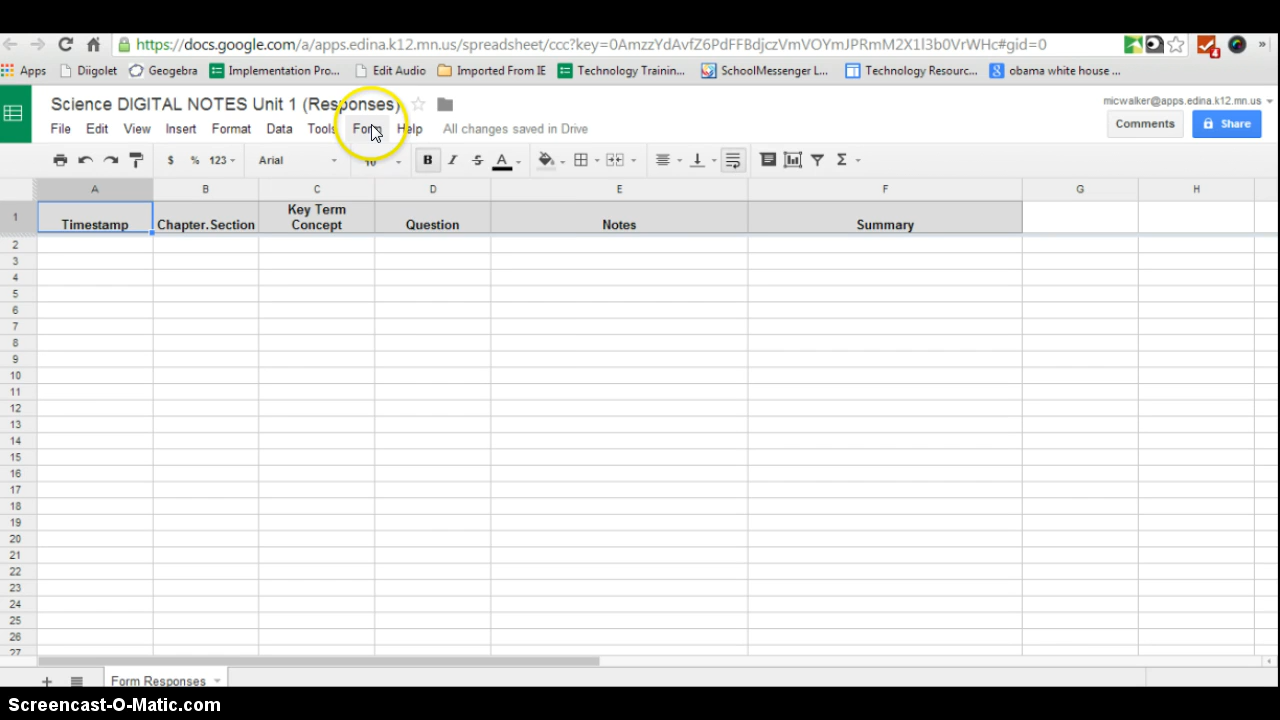 https://docs.google.com/a/apps.edina.k12.mn.us/spreadsheet/ccc?key=0AmzzYdAvfZ6PdFFBdjczVmVOYmJPRmM2X1l3b0VrWHc#gid=0
Apps Diigolet Geogebra Implementation Pro... Edit Audio Imported From IE Technology Trainin... SchoolMessenger L... Technology Resourc... obama white house ... »
Science DIGITAL NOTES Unit 1 (Responses)
micwalker@apps.edina.k12.mn.us
File Edit View Insert Format Data Tools Form Help All changes saved in Drive
Comments Share
$ % 123 Arial 10 B I S A Σ
A B C D E F G H
1 Timestamp Chapter.Section Key Term Concept Question Notes Summary
2
3
4
5
6
7
8
9
10
11
12
13
14
15
16
17
18
19
20
21
22
23
24
25
26
27
Form Responses
Screencast-O-Matic.com